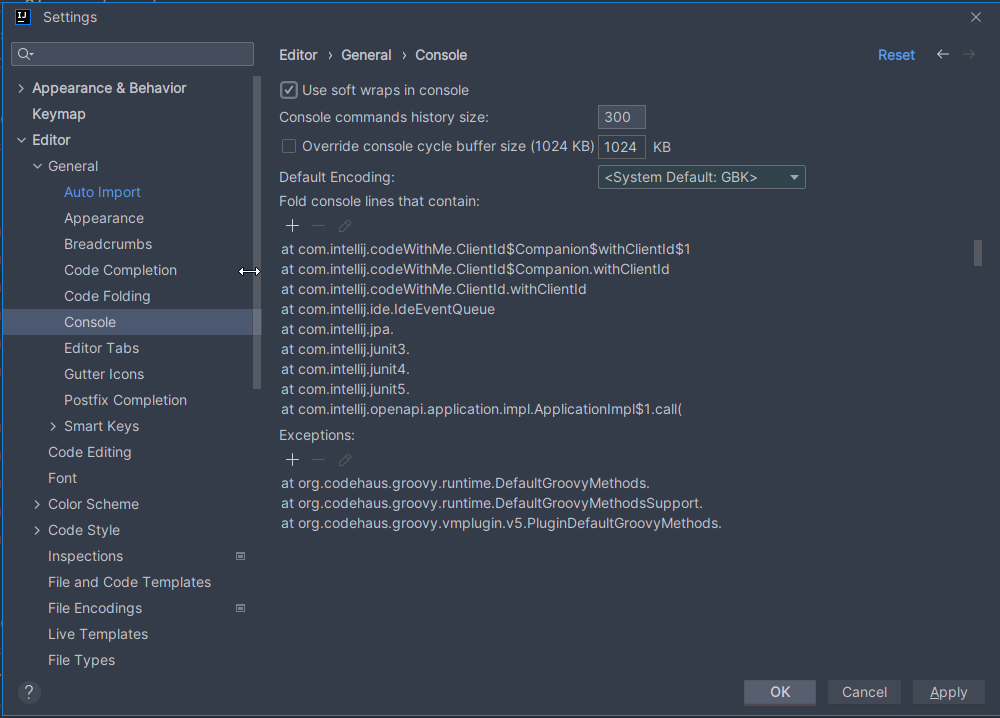 Settings
Appearance & Behavior
Keymap
Editor
General
Auto Import
Appearance
Breadcrumbs
Code Completion
Code Folding
Console
Editor Tabs
Gutter Icons
Postfix Completion
Smart Keys
Code Editing
Font
Color Scheme
Code Style
Inspections
File and Code Templates
File Encodings
Live Templates
File Types
Editor › General › Console
Reset
Use soft wraps in console
Console commands history size: 300
Override console cycle buffer size (1024 KB) 1024 KB
Default Encoding: <System Default: GBK>
Fold console lines that contain:
at com.intellij.codeWithMe.ClientId$Companion$withClientId$1
at com.intellij.codeWithMe.ClientId$Companion.withClientId
at com.intellij.codeWithMe.ClientId.withClientId
at com.intellij.ide.IdeEventQueue
at com.intellij.jpa.
at com.intellij.junit3.
at com.intellij.junit4.
at com.intellij.junit5.
at com.intellij.openapi.application.impl.ApplicationImpl$1.call(
Exceptions:
at org.codehaus.groovy.runtime.DefaultGroovyMethods.
at org.codehaus.groovy.runtime.DefaultGroovyMethodsSupport.
at org.codehaus.groovy.vmplugin.v5.PluginDefaultGroovyMethods.
?
OK
Cancel
Apply